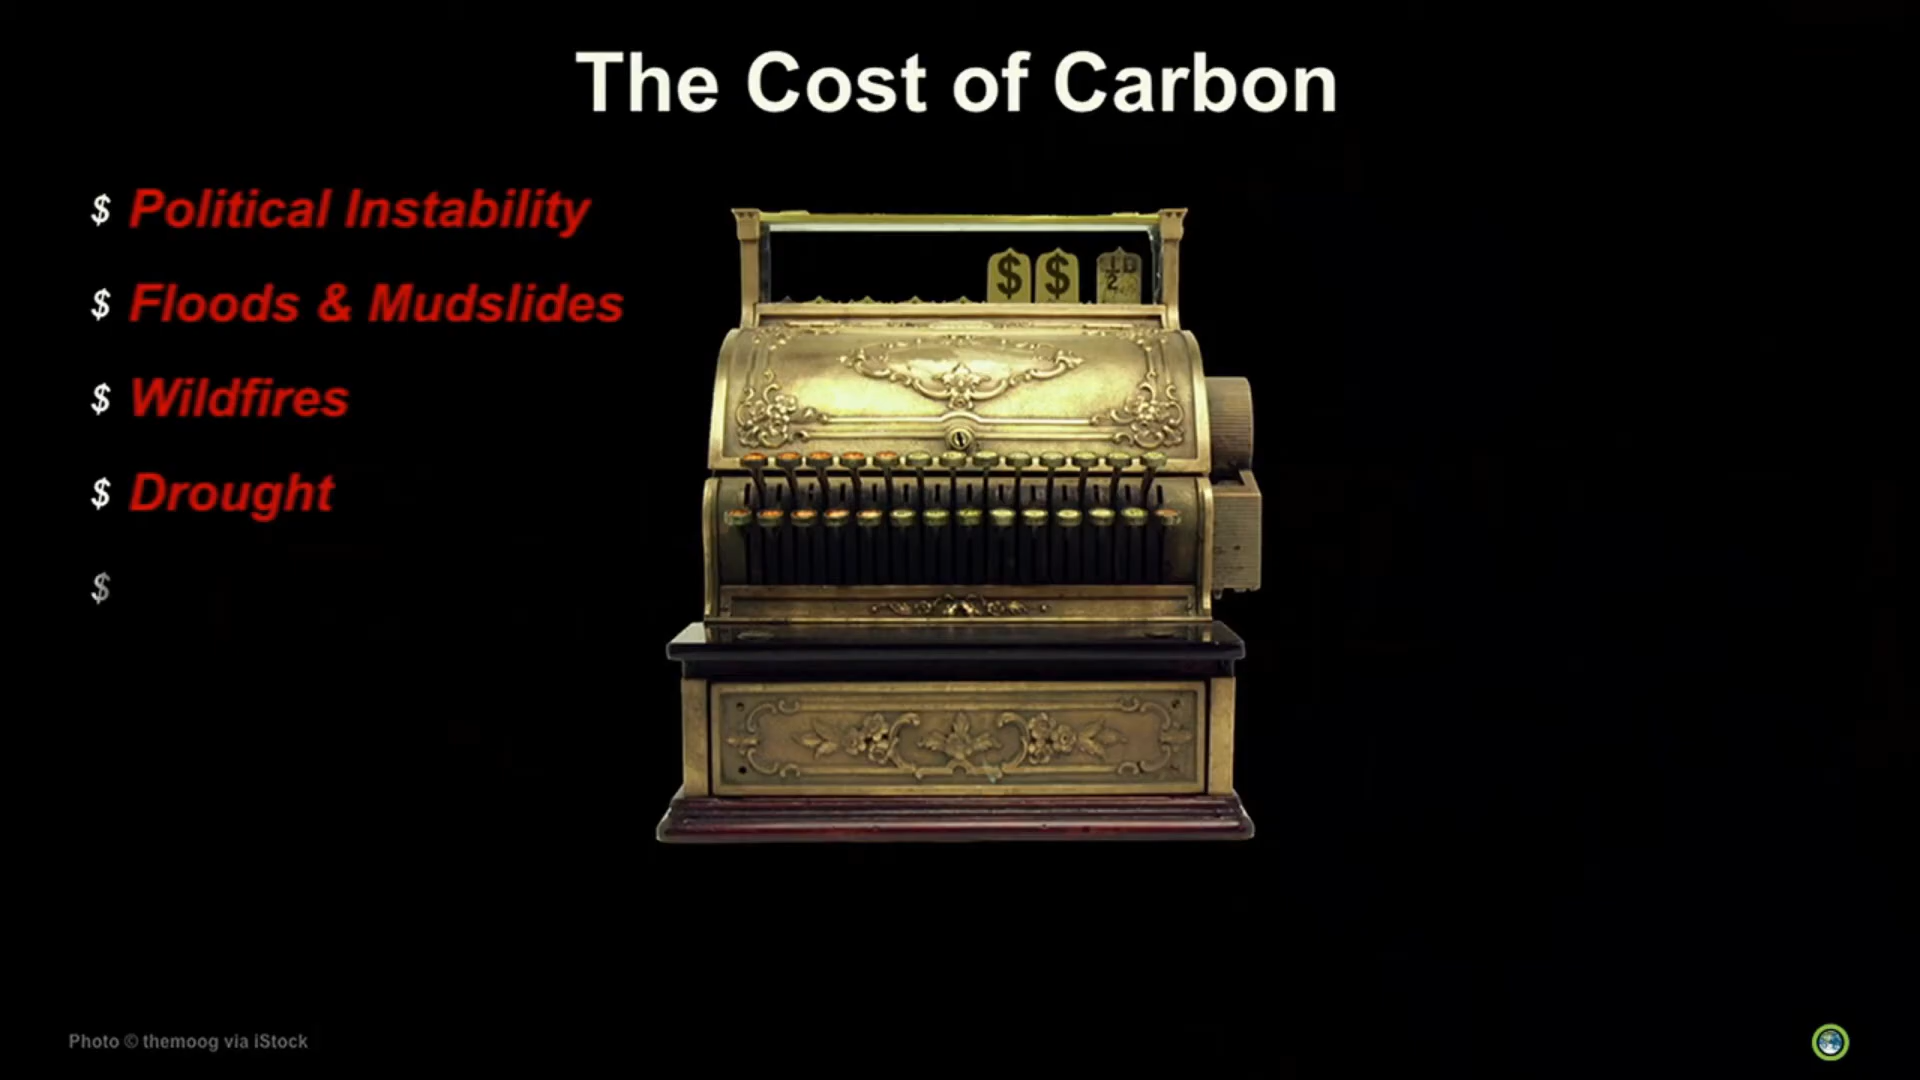 The Cost of Carbon
$ Political Instability
$ Floods & Mudslides
$ Wildfires
$ Drought
$
$ $
Photo © themoog via iStock